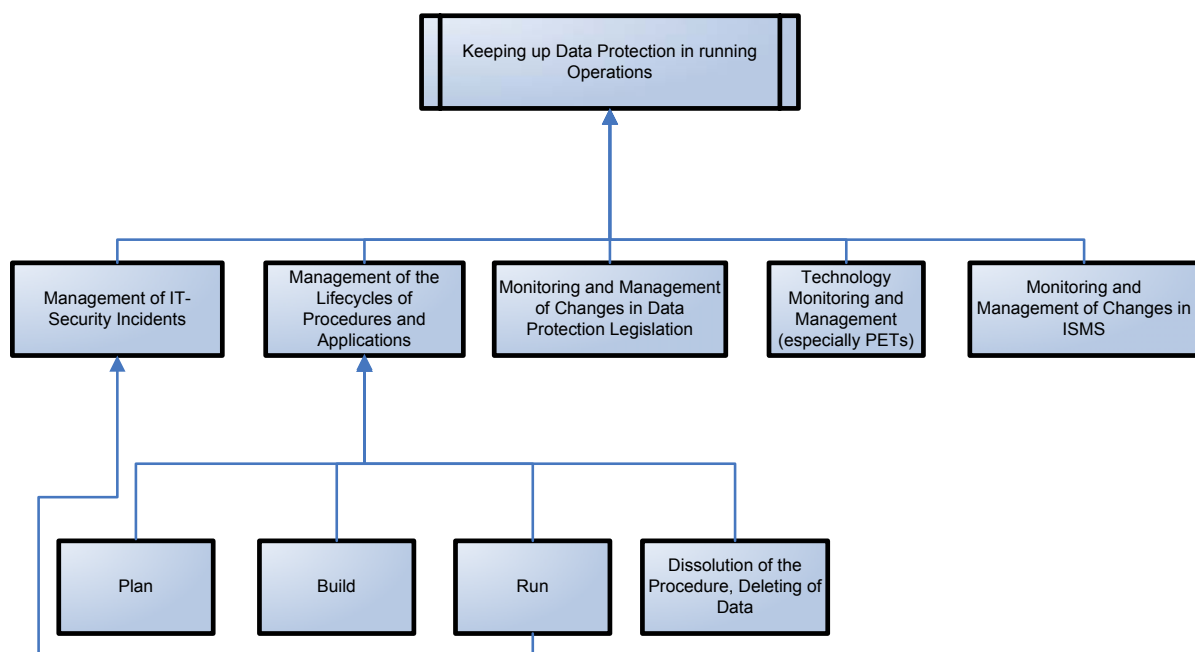 Keeping up Data Protection in running
Operations
Management of IT-
Security Incidents
Management of the
Lifecycles of
Procedures and
Applications
Monitoring and Management
of Changes in Data
Protection Legislation
Technology
Monitoring and
Management
(especially PETs)
Monitoring and
Management of Changes in
ISMS
Plan
Build
Run
Dissolution of the
Procedure, Deleting of
Data